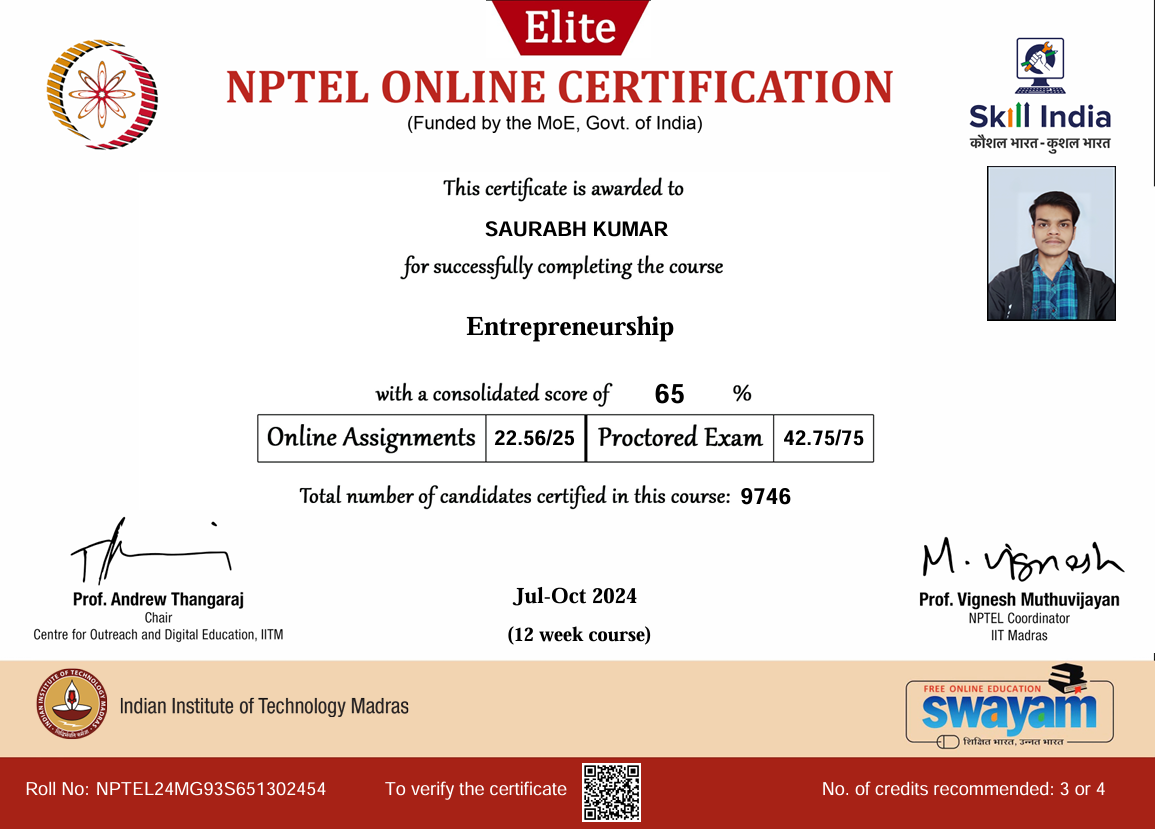 Elite
NPTEL ONLINE CERTIFICATION
(Funded by the MoE, Govt. of India)
Skill India
कौशल भारत - कुशल भारत
This certificate is awarded to
SAURABH KUMAR
for successfully completing the course
Entrepreneurship
with a consolidated score of 65 %
Online Assignments 22.56/25 Proctored Exam 42.75/75
Total number of candidates certified in this course: 9746
M. Vignesh
Prof. Andrew Thangaraj
Chair
Centre for Outreach and Digital Education, IITM
Jul-Oct 2024
(12 week course)
Prof. Vignesh Muthuvijayan
NPTEL Coordinator
IIT Madras
INDIAN INSTITUTE OF TECHNOLOGY MADRAS
Indian Institute of Technology Madras
FREE ONLINE EDUCATION
swayam
शिक्षित भारत, उन्नत भारत
Roll No: NPTEL24MG93S651302454
To verify the certificate
No. of credits recommended: 3 or 4